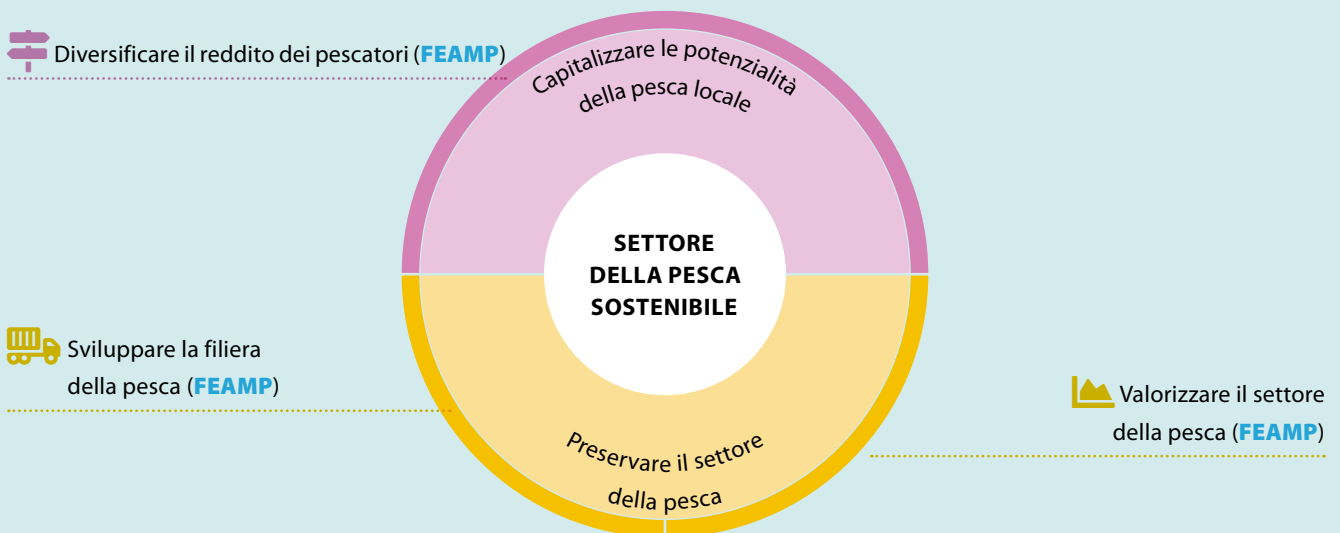 Diversificare il reddito dei pescatori (FEAMP)
Capitalizzare le potenzialità
della pesca locale
SETTORE
DELLA PESCA
SOSTENIBILE
Sviluppare la filiera
della pesca (FEAMP)
Valorizzare il settore
della pesca (FEAMP)
Preservare il settore
della pesca